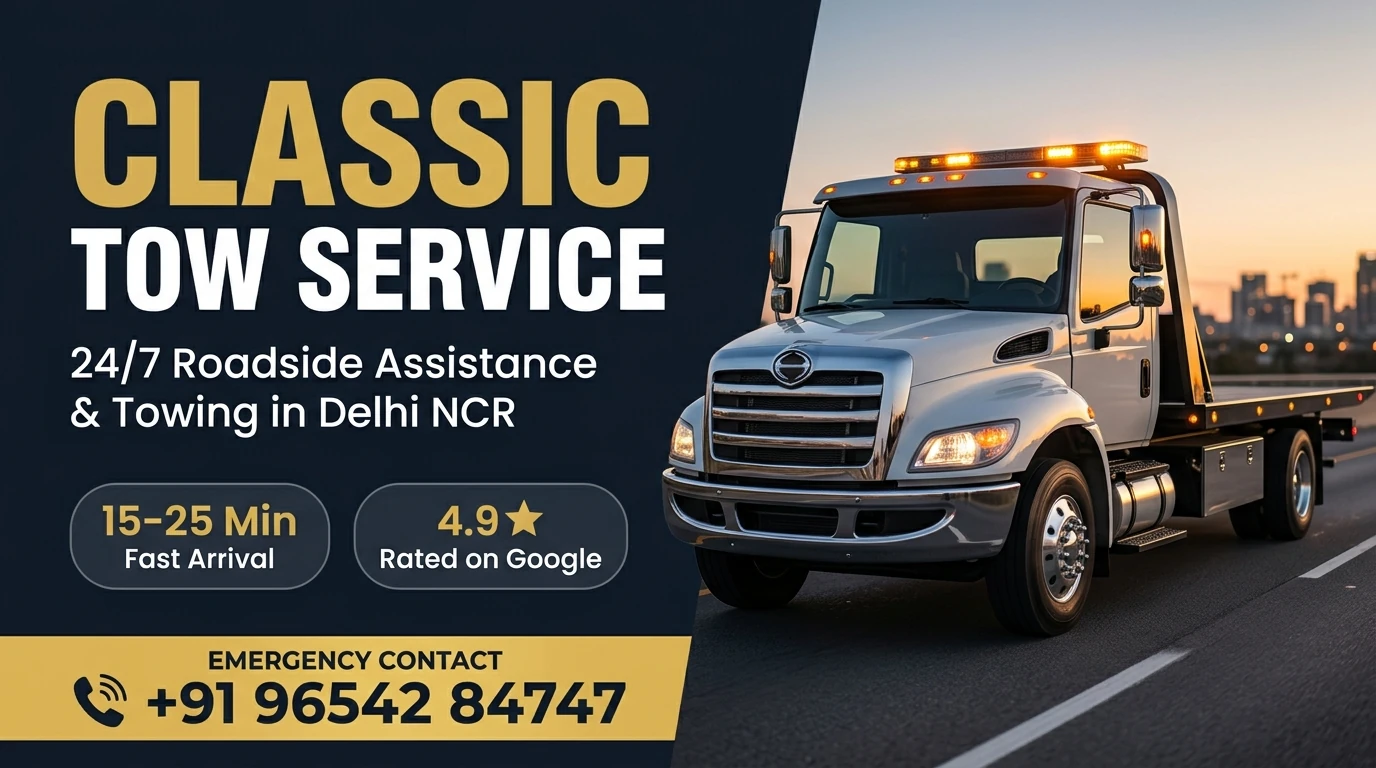 CLASSIC
TOW SERVICE
24/7 Roadside Assistance
& Towing in Delhi NCR
15-25 Min
Fast Arrival
4.9★
Rated on Google
EMERGENCY CONTACT
+91 96542 84747